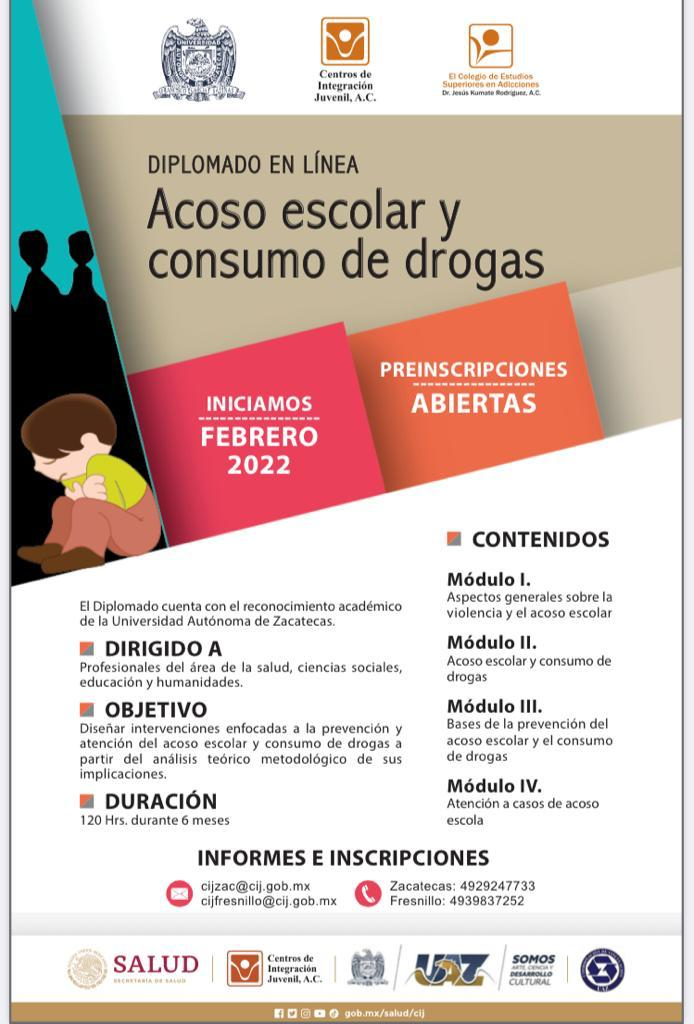 UNIVERSIDAD
Centros de
Integración
Juvenil, A.C.
El Colegio de Estudios
Superiores en Adicciones
Dr. Jesús Kumate Rodríguez, A.C.
DIPLOMADO EN LÍNEA
Acoso escolar y
consumo de drogas
INICIAMOS
FEBRERO
2022
PREINSCRIPCIONES
ABIERTAS
El Diplomado cuenta con el reconocimiento académico
de la Universidad Autónoma de Zacatecas.
DIRIGIDO A
Profesionales del área de la salud, ciencias sociales,
educación y humanidades.
OBJETIVO
Diseñar intervenciones enfocadas a la prevención y
atención del acoso escolar y consumo de drogas a
partir del análisis teórico metodológico de sus
implicaciones.
DURACIÓN
120 Hrs. durante 6 meses
CONTENIDOS
Módulo I.
Aspectos generales sobre la
violencia y el acoso escolar
Módulo II.
Acoso escolar y consumo de
drogas
Módulo III.
Bases de la prevención del
acoso escolar y el consumo
de drogas
Módulo IV.
Atención a casos de acoso
escola
INFORMES E INSCRIPCIONES
cijzac@cij.gob.mx
cijfresnillo@cij.gob.mx
Zacatecas: 4929247733
Fresnillo: 4939837252
SALUD
SECRETARÍA DE SALUD
Centros de
Integración
Juvenil, A.C.
UAZ
SOMOS
ARTE, CIENCIA Y
DESARROLLO
CULTURAL
gob.mx/salud/cij